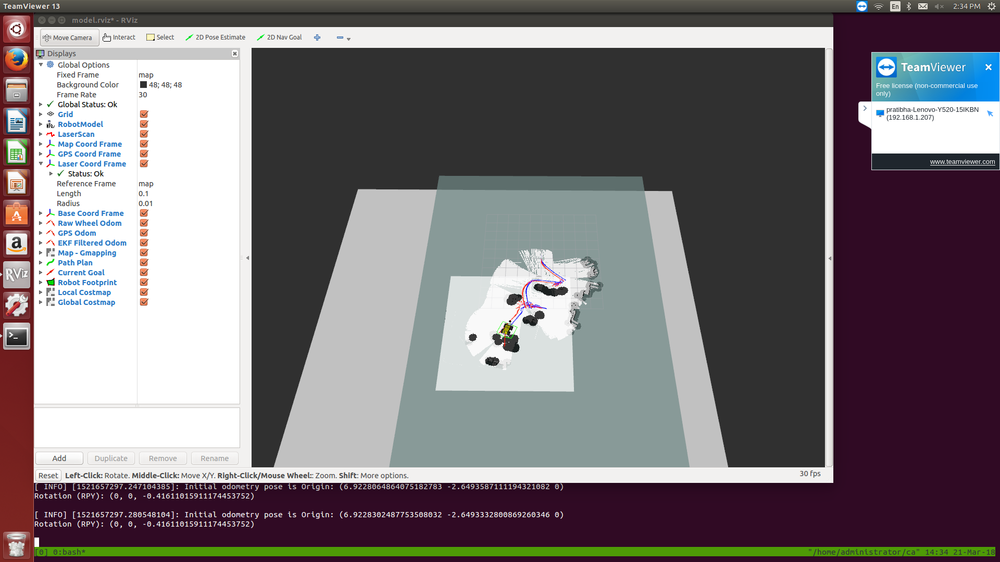 TeamViewer 13
En
2:34 PM
model.rviz* - RViz
Move Camera
Interact
Select
2D Pose Estimate
2D Nav Goal
Displays
Global Options
Fixed Frame map
Background Color 48; 48; 48
Frame Rate 30
Global Status: Ok
Grid
RobotModel
LaserScan
Map Coord Frame
GPS Coord Frame
Laser Coord Frame
Status: Ok
Reference Frame map
Length 0.1
Radius 0.01
Base Coord Frame
Raw Wheel Odom
GPS Odom
EKF Filtered Odom
Map - Gmapping
Path Plan
Current Goal
Robot Footprint
Local Costmap
Global Costmap
Add
Duplicate
Remove
Rename
Reset
Left-Click: Rotate. Middle-Click: Move X/Y. Right-Click/Mouse Wheel:: Zoom. Shift: More options.
30 fps
TeamViewer
Free license (non-commercial use
only)
pratibha-Lenovo-Y520-15IKBN
(192.168.1.207)
www.teamviewer.com
RViz
[ INFO] [1521657297.247104385]: Initial odometry pose is Origin: (6.9228064864075182783 -2.6493587111194321082 0)
Rotation (RPY): (0, 0, -0.41611015911174453752)
[ INFO] [1521657297.280548104]: Initial odometry pose is Origin: (6.9228302487753508032 -2.6493332800869260346 0)
Rotation (RPY): (0, 0, -0.41611015911174453752)
[0] 0:bash*
"/home/administrator/ca" 14:34 21-Mar-18